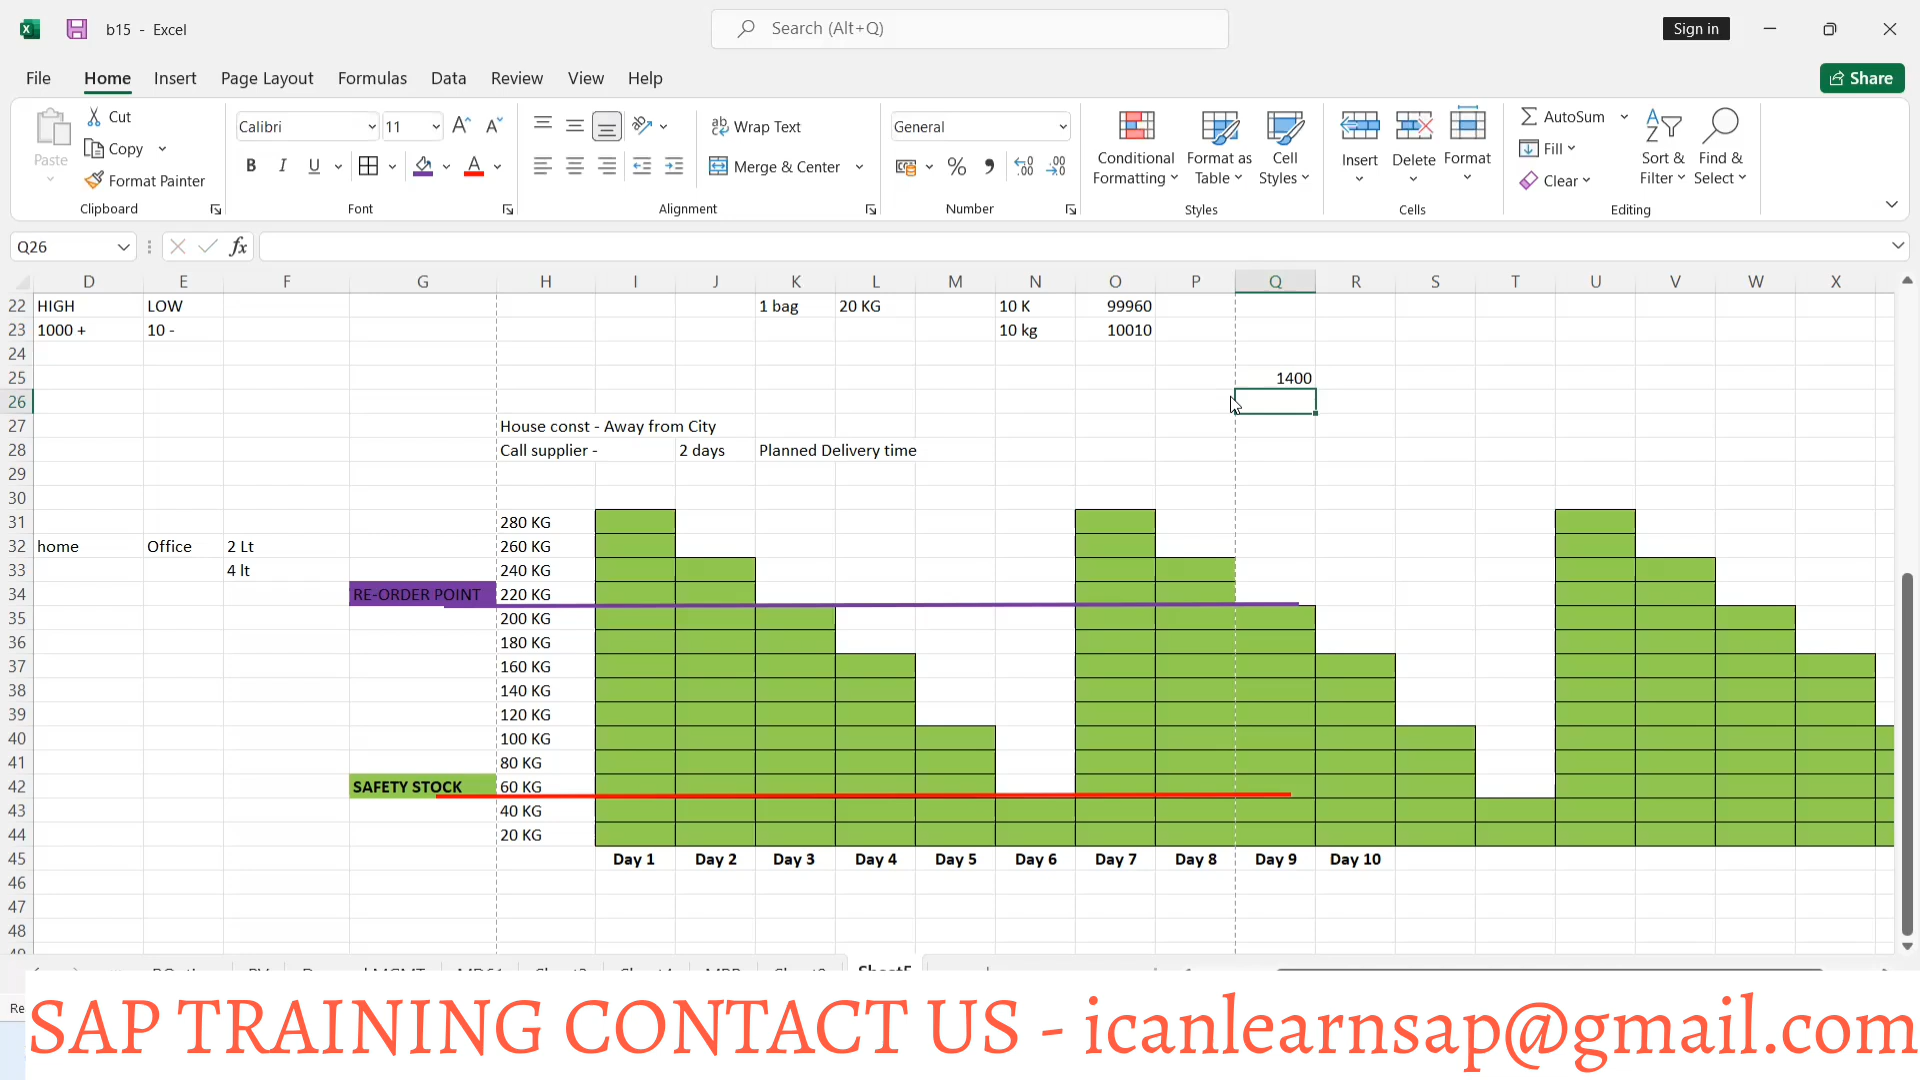 b15 - Excel
Search (Alt+Q)
Sign in
File Home Insert Page Layout Formulas Data Review View Help
Share
Paste
Cut
Copy
Format Painter
Clipboard
Calibri 11
B I U
Font
Wrap Text
Merge & Center
Alignment
General
%
Number
Conditional Formatting
Format as Table
Cell Styles
Styles
Insert Delete Format
Cells
AutoSum
Fill
Clear
Sort & Filter
Find & Select
Editing
Q26 fx
D E F G H I J K L M N O P Q R S T U V W X
22 HIGH LOW 1 bag 20 KG 10 K 99960
23 1000 + 10 - 10 kg 10010
24
25 1400
26
27 House const - Away from City
28 Call supplier - 2 days Planned Delivery time
29
30
31 280 KG
32 home Office 2 Lt 260 KG
33 4 lt 240 KG
34 RE-ORDER POINT 220 KG
35 200 KG
36 180 KG
37 160 KG
38 140 KG
39 120 KG
40 100 KG
41 80 KG
42 SAFETY STOCK 60 KG
43 40 KG
44 20 KG
45 Day 1 Day 2 Day 3 Day 4 Day 5 Day 6 Day 7 Day 8 Day 9 Day 10
46
47
48
Sheet5
SAP TRAINING CONTACT US - icanlearnsap@gmail.com